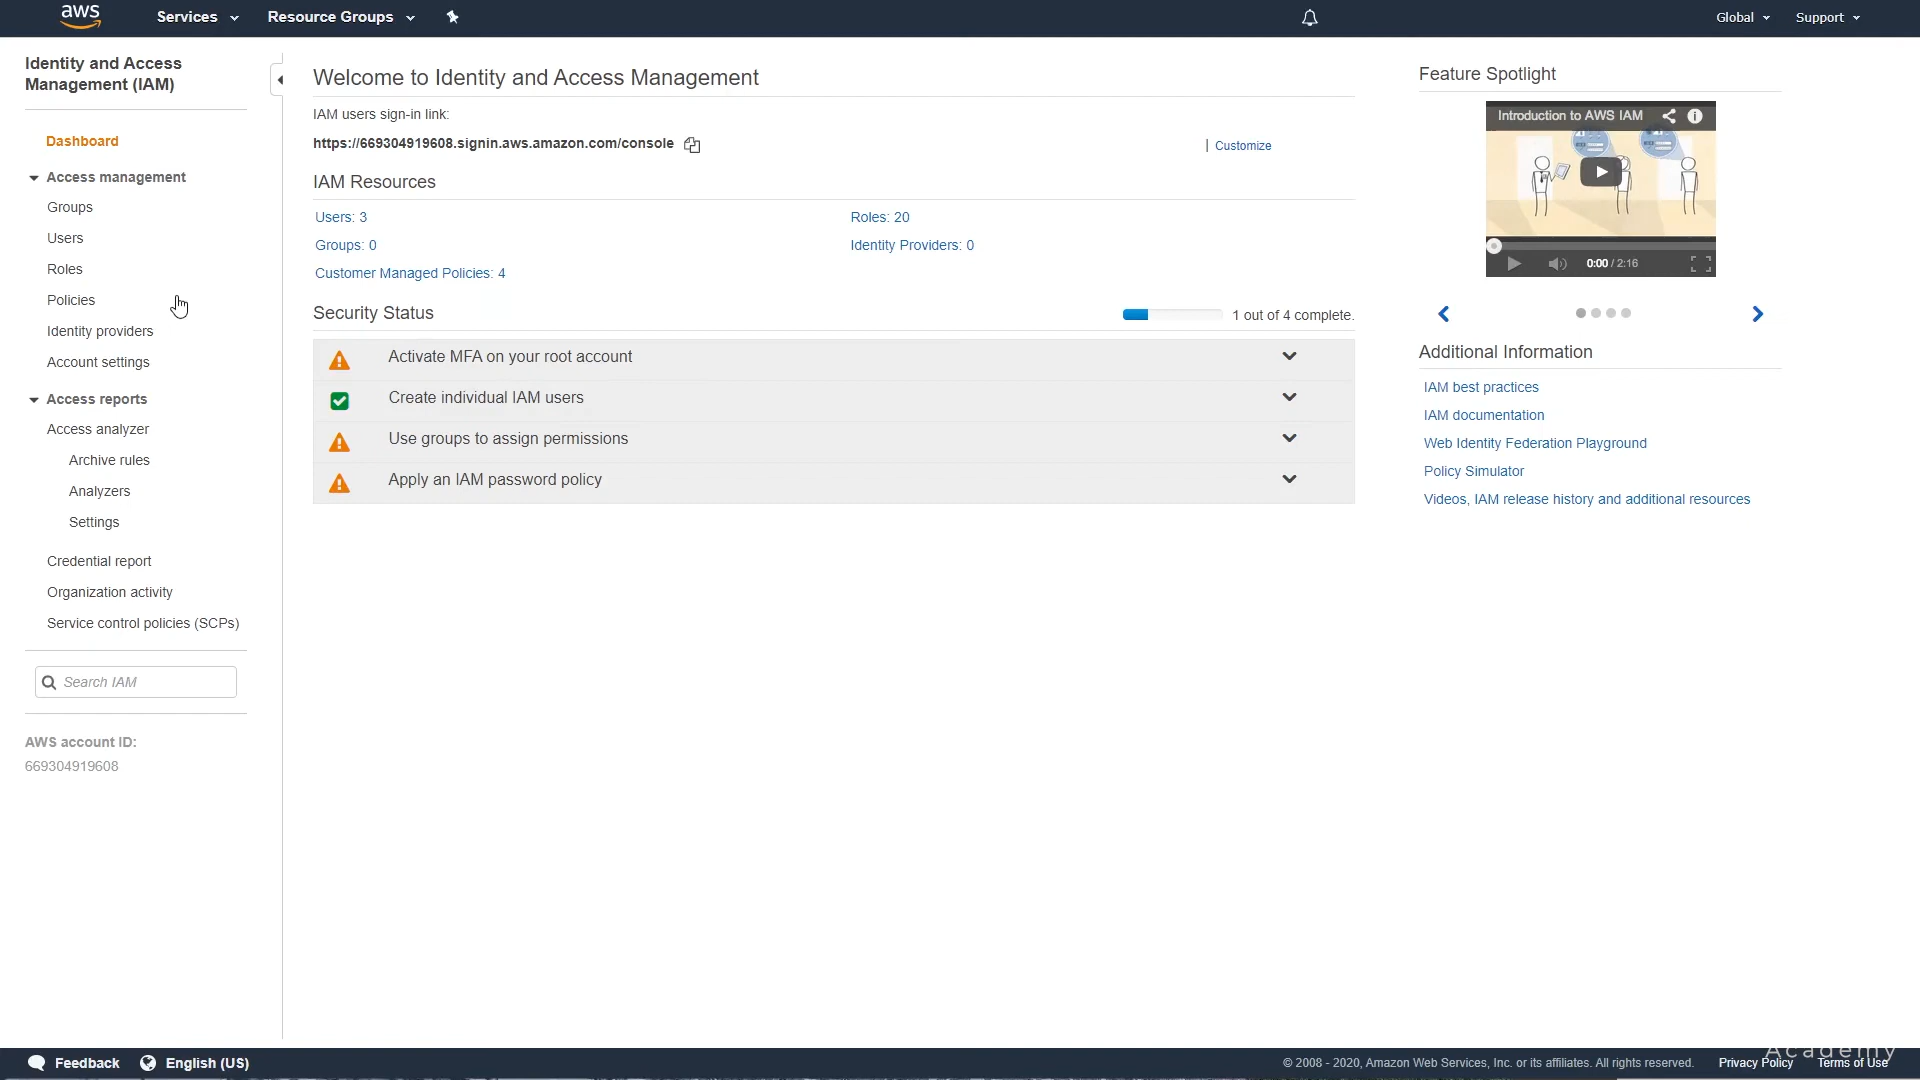 aws
Services
Resource Groups
Global
Support
Identity and Access
Management (IAM)
Dashboard
Access management
Groups
Users
Roles
Policies
Identity providers
Account settings
Access reports
Access analyzer
Archive rules
Analyzers
Settings
Credential report
Organization activity
Service control policies (SCPs)
Search IAM
AWS account ID:
669304919608
Welcome to Identity and Access Management
IAM users sign-in link:
https://669304919608.signin.aws.amazon.com/console
| Customize
IAM Resources
Users: 3
Roles: 20
Groups: 0
Identity Providers: 0
Customer Managed Policies: 4
Security Status
1 out of 4 complete.
Activate MFA on your root account
Create individual IAM users
Use groups to assign permissions
Apply an IAM password policy
Feature Spotlight
Introduction to AWS IAM
0:00 / 2:16
Additional Information
IAM best practices
IAM documentation
Web Identity Federation Playground
Policy Simulator
Videos, IAM release history and additional resources
Feedback
English (US)
© 2008 - 2020, Amazon Web Services, Inc. or its affiliates. All rights reserved.
Privacy Policy
Terms of Use
Academy